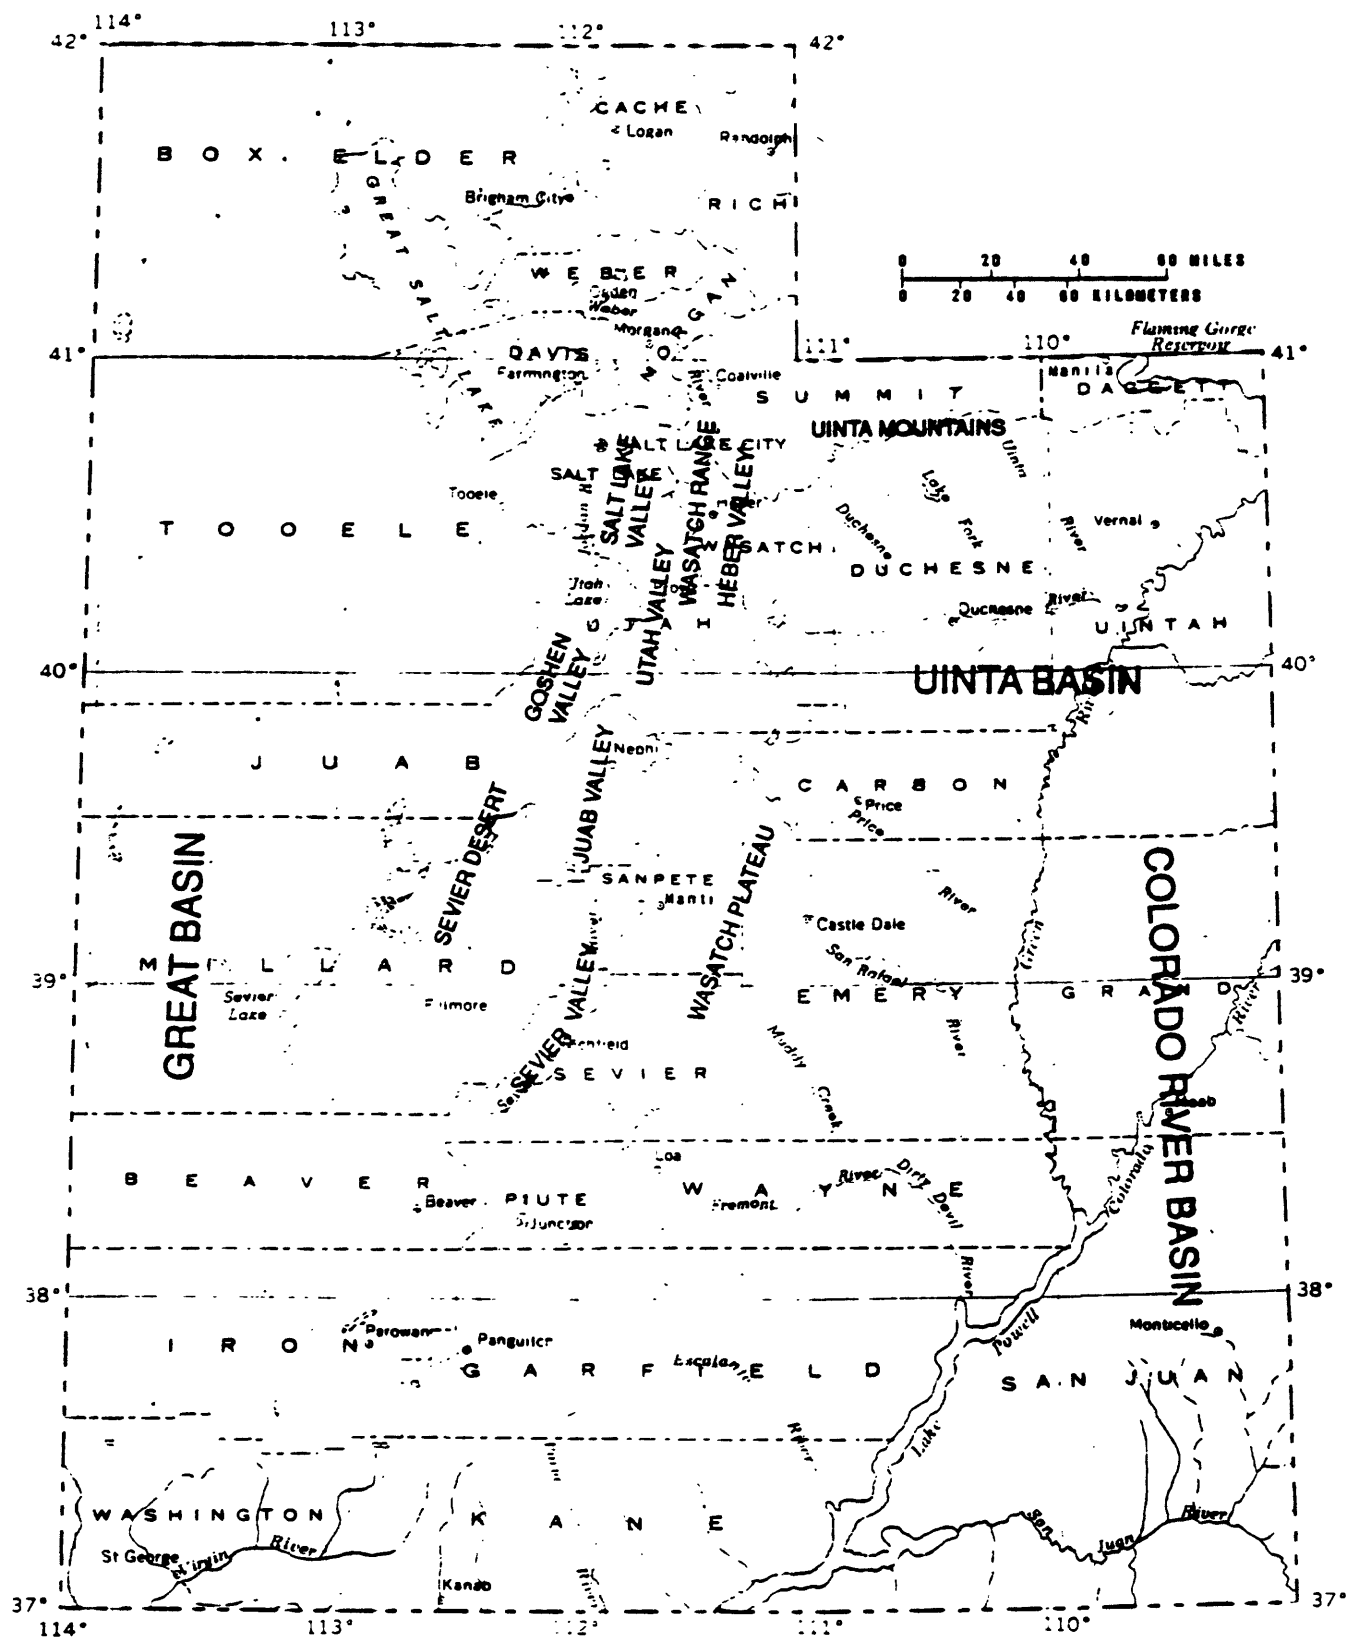 114°
113°
112°
42°
42°
CACHE
Logan
Randolph
BOX ELDER
Brigham City
RICH
GREAT SALT LAKE
WEBER
Ogden
Weber
MORGAN
Morgan
0 20 40 60 MILES
0 20 40 60 KILOMETERS
Flaming Gorge
Reservoir
41°
111°
110°
41°
DAVIS
Farmington
River
Coalville
Manila
DAGGETT
SUMMIT
UINTA MOUNTAINS
SALT LAKE CITY
SALT LAKE
Uinta
Tooele
Jordan R
SALT LAKE
VALLEY
WASATCH RANGE
HEBER VALLEY
Lake
Fork
Duchesne
River
Vernal
TOOELE
WASATCH
DUCHESNE
Utah
Lake
UTAH VALLEY
Duchesne
River
UTAH
UINTAH
40°
40°
GOSHEN
VALLEY
UINTA BASIN
River
JUAB
Nephi
JUAB VALLEY
CARBON
Price
Price
SEVIER DESERT
GREAT BASIN
SANPETE
Manti
WASATCH PLATEAU
River
Castle Dale
San Rafael
Green
COLORADO RIVER BASIN
39°
39°
MILLARD
Sevier
Lake
SEVIER VALLEY
EMERY
GRAND
River
River
Muddy
Creek
SEVIER
Moab
Loa
BEAVER
Beaver
PIUTE
Junction
WAYNE
Fremont
River
Dirty
Devil
River
Colorado
38°
38°
IRON
Parowan
Panguitch
GARFIELD
Powell
Lake
Monticello
SAN JUAN
River
WASHINGTON
KANE
St George
Virgin
River
Kanab
San
Juan
River
37°
37°
114°
113°
112°
111°
110°